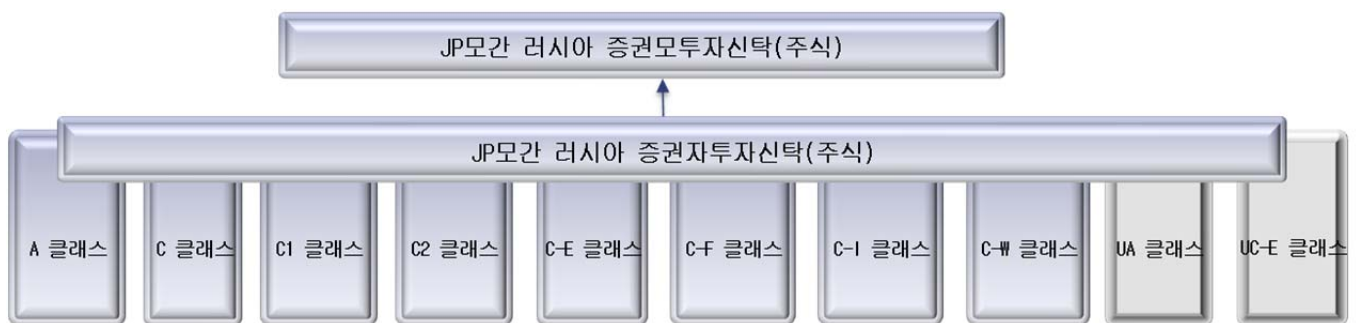 JP모간 러시아 증권모투자신탁(주식)
JP모간 러시아 증권자투자신탁(주식)
A 클래스
C 클래스
C1 클래스
C2 클래스
C-E 클래스
C-F 클래스
C-I 클래스
C-W 클래스
UA 클래스
UC-E 클래스